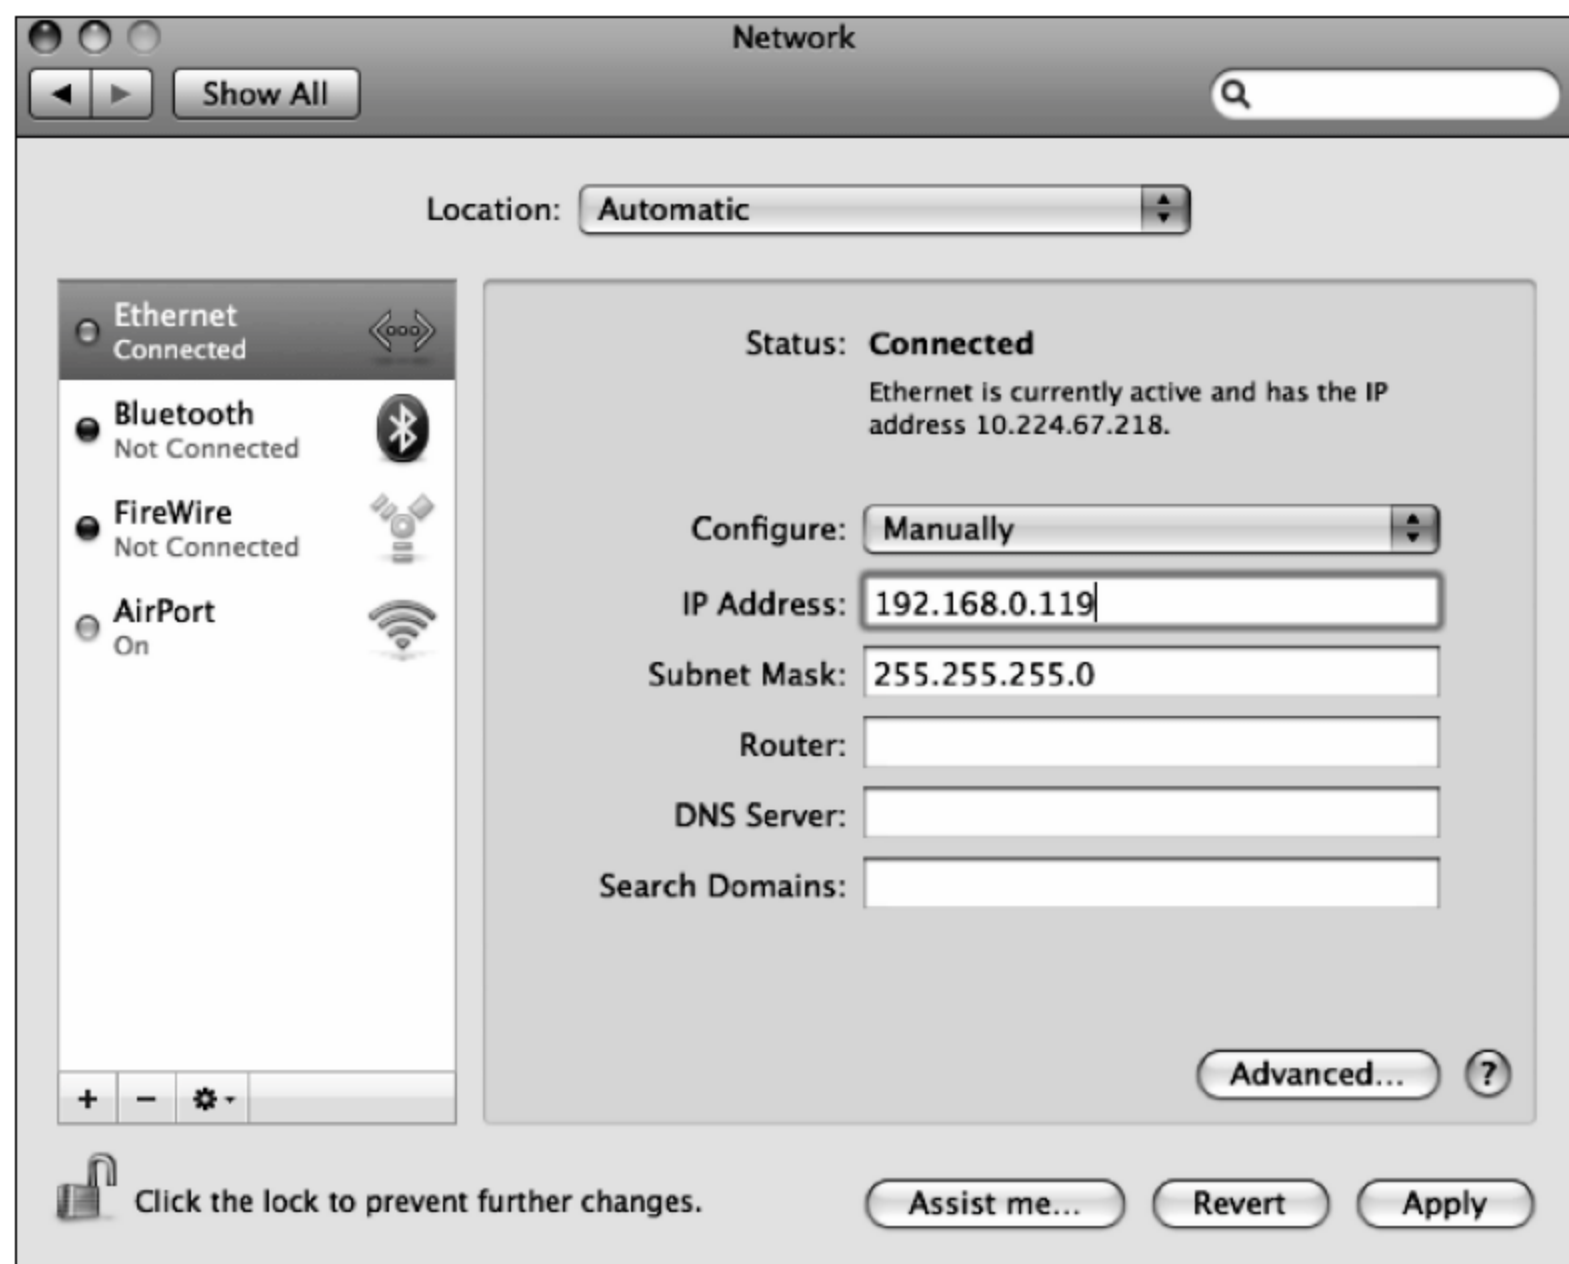 Network
Show All
Location: Automatic
Ethernet
Connected
Bluetooth
Not Connected
FireWire
Not Connected
AirPort
On
Status: Connected
Ethernet is currently active and has the IP
address 10.224.67.218.
Configure: Manually
IP Address: 192.168.0.119
Subnet Mask: 255.255.255.0
Router:
DNS Server:
Search Domains:
Advanced... ?
Click the lock to prevent further changes.
Assist me... Revert Apply